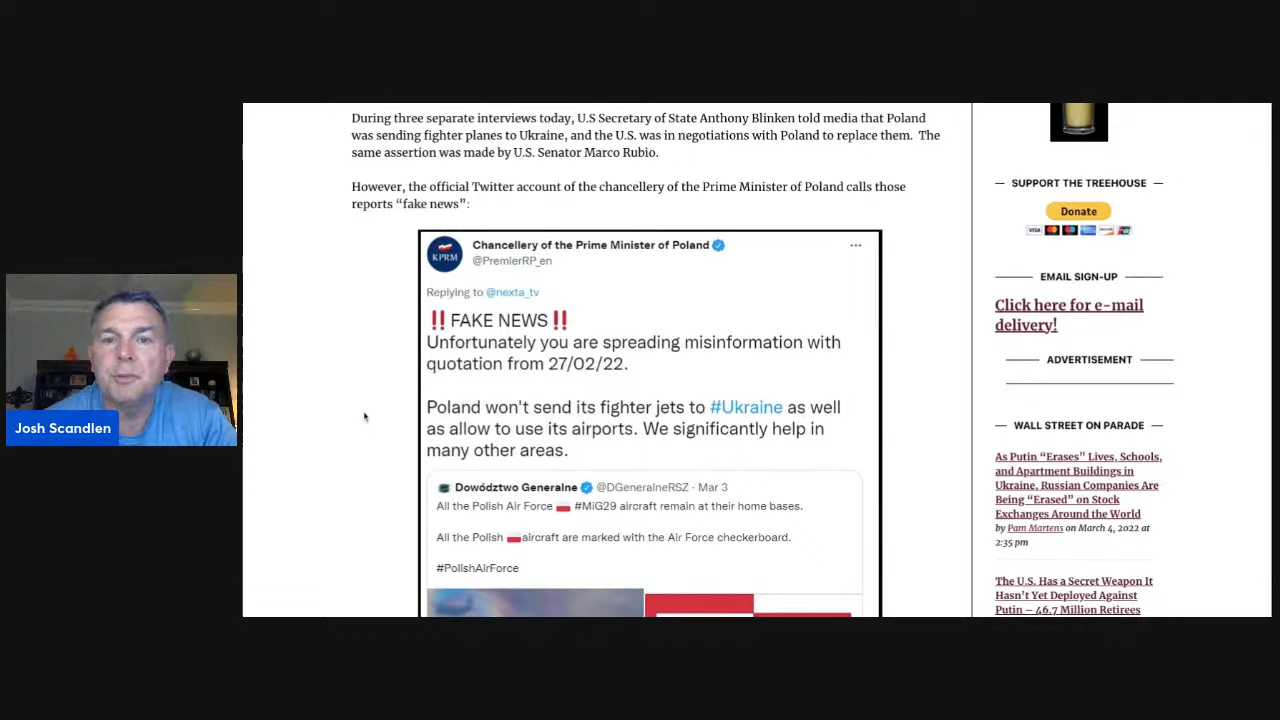 During three separate interviews today, U.S Secretary of State Anthony Blinken told media that Poland
was sending fighter planes to Ukraine, and the U.S. was in negotiations with Poland to replace them. The
same assertion was made by U.S. Senator Marco Rubio.
However, the official Twitter account of the chancellery of the Prime Minister of Poland calls those
reports “fake news”:
KPRM
Chancellery of the Prime Minister of Poland
@PremierRP_en
Replying to @nexta_tv
‼️FAKE NEWS‼️
Unfortunately you are spreading misinformation with
quotation from 27/02/22.
Poland won't send its fighter jets to #Ukraine as well
as allow to use its airports. We significantly help in
many other areas.
Dowództwo Generalne @DGeneralneRSZ · Mar 3
All the Polish Air Force #MiG29 aircraft remain at their home bases.
All the Polish aircraft are marked with the Air Force checkerboard.
#PolishAirForce
SUPPORT THE TREEHOUSE
Donate
VISA
EMAIL SIGN-UP
Click here for e-mail
delivery!
ADVERTISEMENT
WALL STREET ON PARADE
As Putin “Erases” Lives, Schools,
and Apartment Buildings in
Ukraine, Russian Companies Are
Being “Erased” on Stock
Exchanges Around the World
by Pam Martens on March 4, 2022 at
2:35 pm
The U.S. Has a Secret Weapon It
Hasn't Yet Deployed Against
Putin – 46.7 Million Retirees
Josh Scandlen